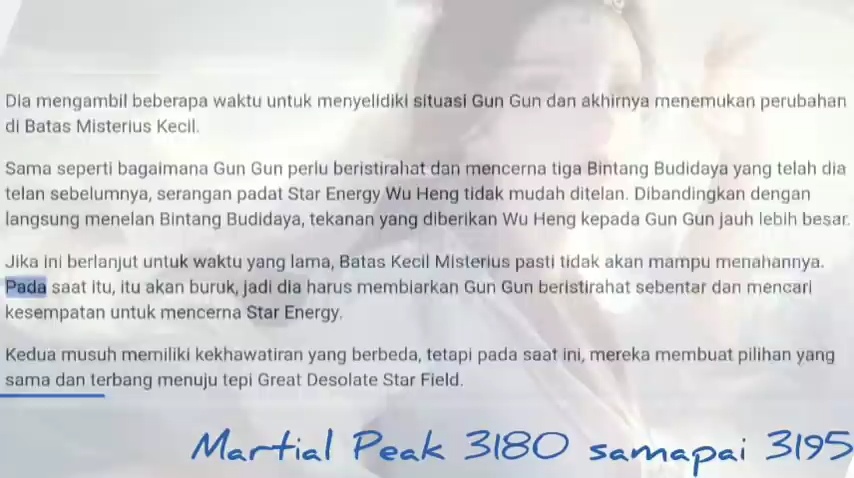 Dia mengambil beberapa waktu untuk menyelidiki situasi Gun Gun dan akhirnya menemukan perubahan
di Batas Misterius Kecil.
Sama seperti bagaimana Gun Gun perlu beristirahat dan mencerna tiga Bintang Budidaya yang telah dia
telan sebelumnya, serangan padat Star Energy Wu Heng tidak mudah ditelan. Dibandingkan dengan
langsung menelan Bintang Budidaya, tekanan yang diberikan Wu Heng kepada Gun Gun jauh lebih besar.
Jika ini berlanjut untuk waktu yang lama, Batas Kecil Misterius pasti tidak akan mampu menahannya.
Pada saat itu, itu akan buruk, jadi dia harus membiarkan Gun Gun beristirahat sebentar dan mencari
kesempatan untuk mencerna Star Energy.
Kedua musuh memiliki kekhawatiran yang berbeda, tetapi pada saat ini, mereka membuat pilihan yang
sama dan terbang menuju tepi Great Desolate Star Field.
Martial Peak 3180 samapai 3195